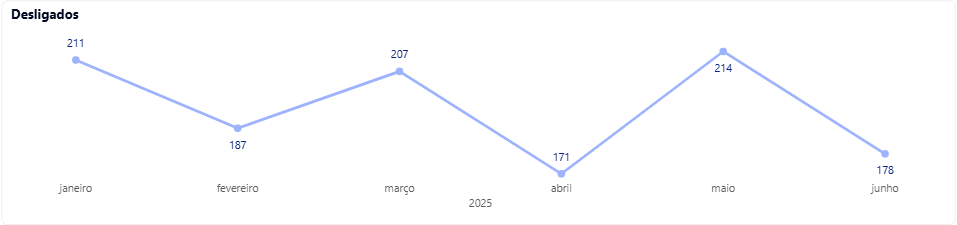 Desligados
211
207
214
187
171
178
janeiro
fevereiro
março
abril
maio
junho
2025